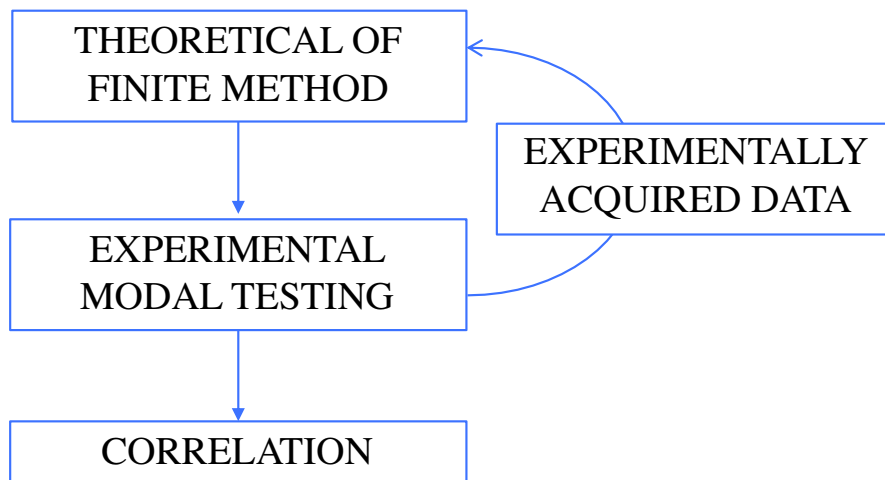 THEORETICAL OF
FINITE METHOD
EXPERIMENTALLY
ACQUIRED DATA
EXPERIMENTAL
MODAL TESTING
CORRELATION